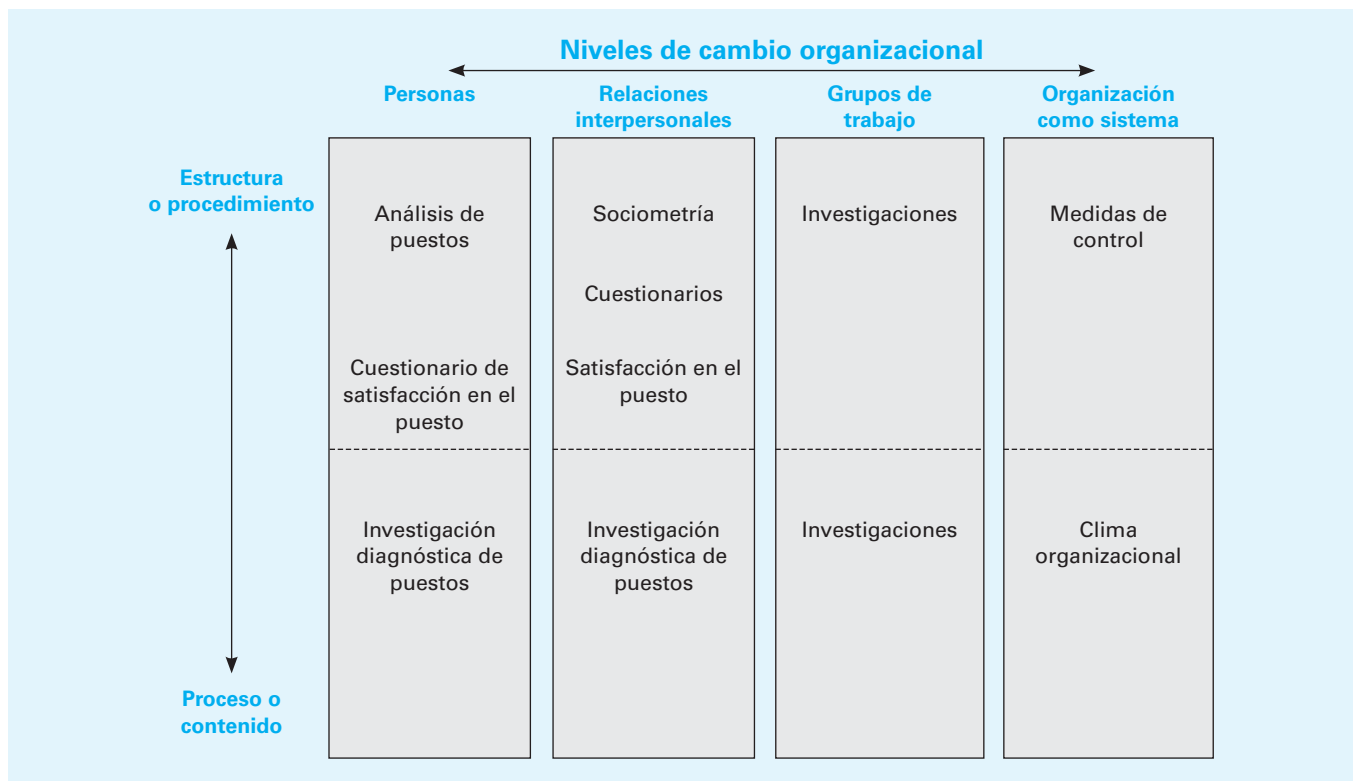 Niveles de cambio organizacional
Personas
Relaciones
interpersonales
Grupos de
trabajo
Organización
como sistema
Estructura
o procedimiento
Análisis de
puestos
Sociometría
Investigaciones
Medidas de
control
Cuestionarios
Cuestionario de
satisfacción en el
puesto
Satisfacción en el
puesto
Investigación
diagnóstica de
puestos
Investigación
diagnóstica de
puestos
Investigaciones
Clima
organizacional
Proceso o
contenido